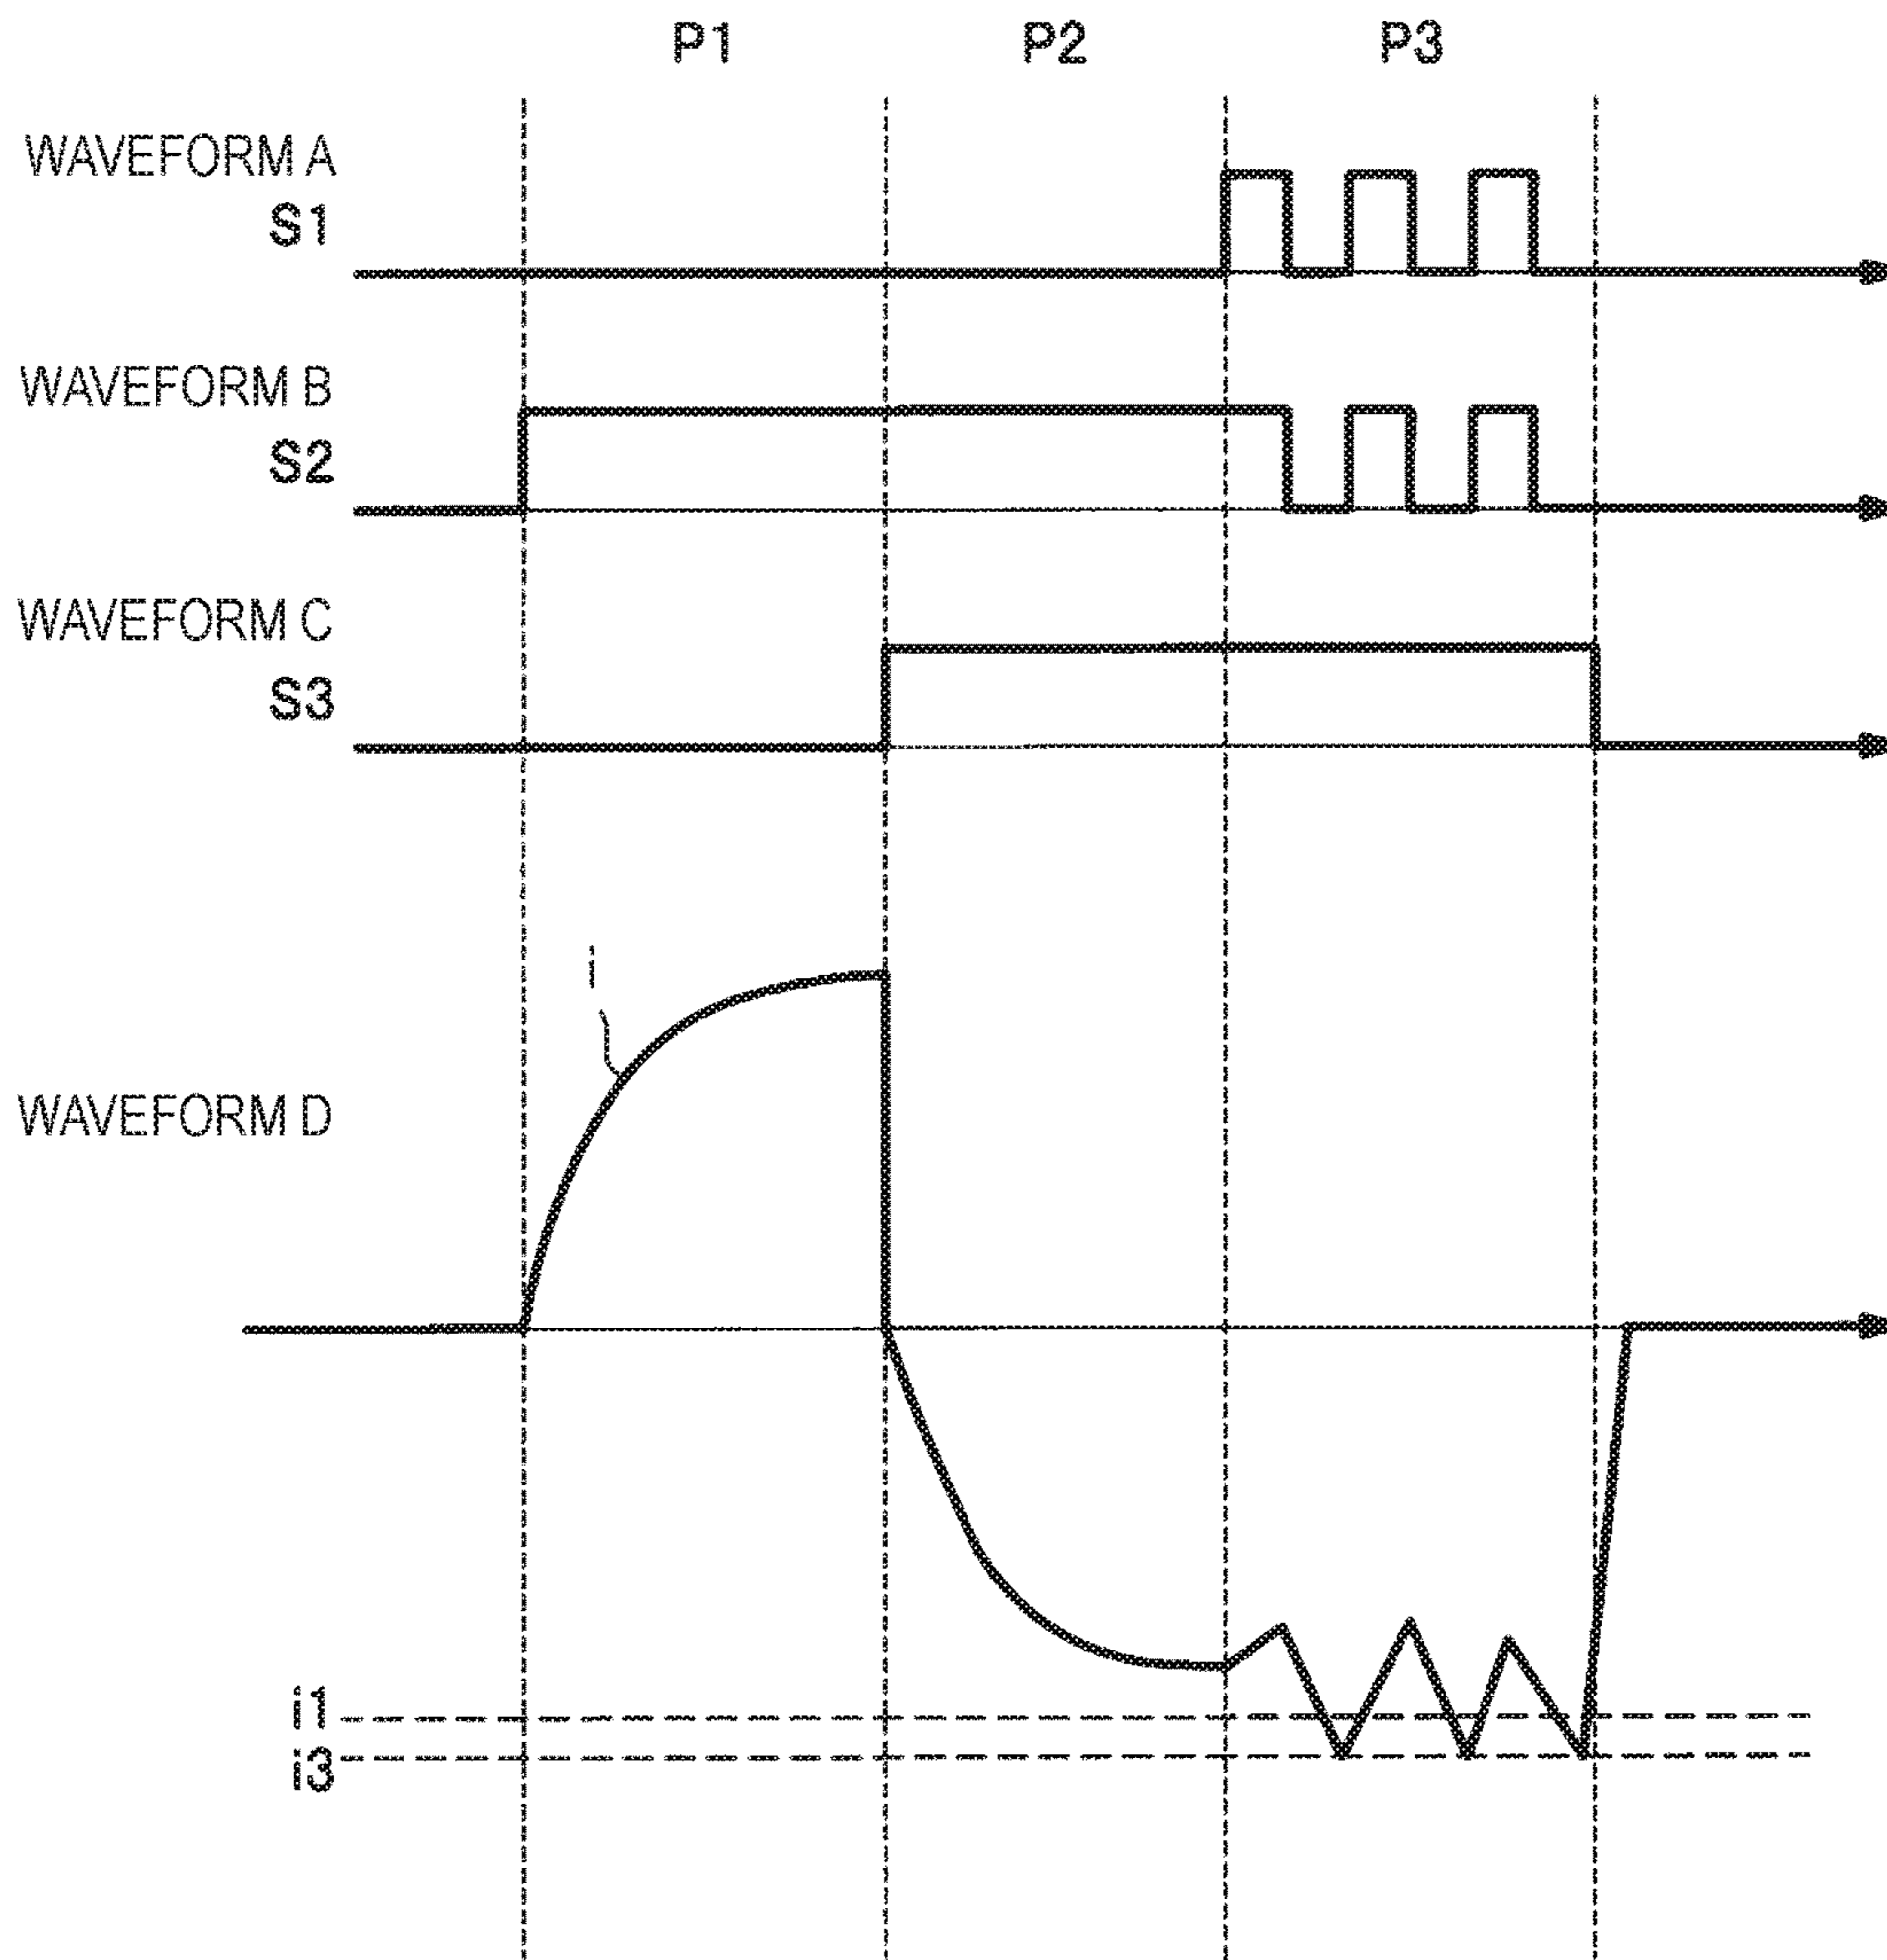 P1 P2 P3
WAVEFORM A
S1
WAVEFORM B
S2
WAVEFORM C
S3
i
WAVEFORM D
i1
i3